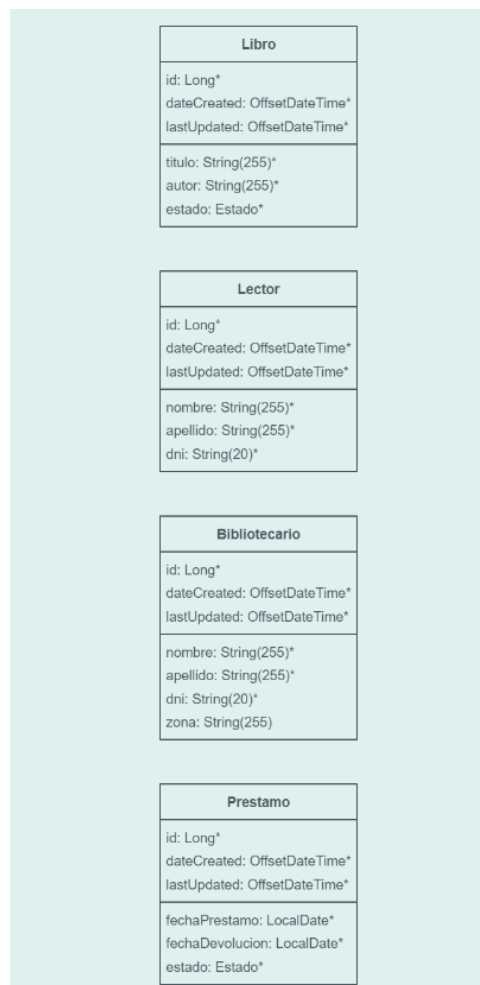 Libro
id: Long*
dateCreated: OffsetDateTime*
lastUpdated: OffsetDateTime*
titulo: String(255)*
autor: String(255)*
estado: Estado*
Lector
id: Long*
dateCreated: OffsetDateTime*
lastUpdated: OffsetDateTime*
nombre: String(255)*
apellido: String(255)*
dni: String(20)*
Bibliotecario
id: Long*
dateCreated: OffsetDateTime*
lastUpdated: OffsetDateTime*
nombre: String(255)*
apellido: String(255)*
dni: String(20)*
zona: String(255)
Prestamo
id: Long*
dateCreated: OffsetDateTime*
lastUpdated: OffsetDateTime*
fechaPrestamo: LocalDate*
fechaDevolucion: LocalDate*
estado: Estado*